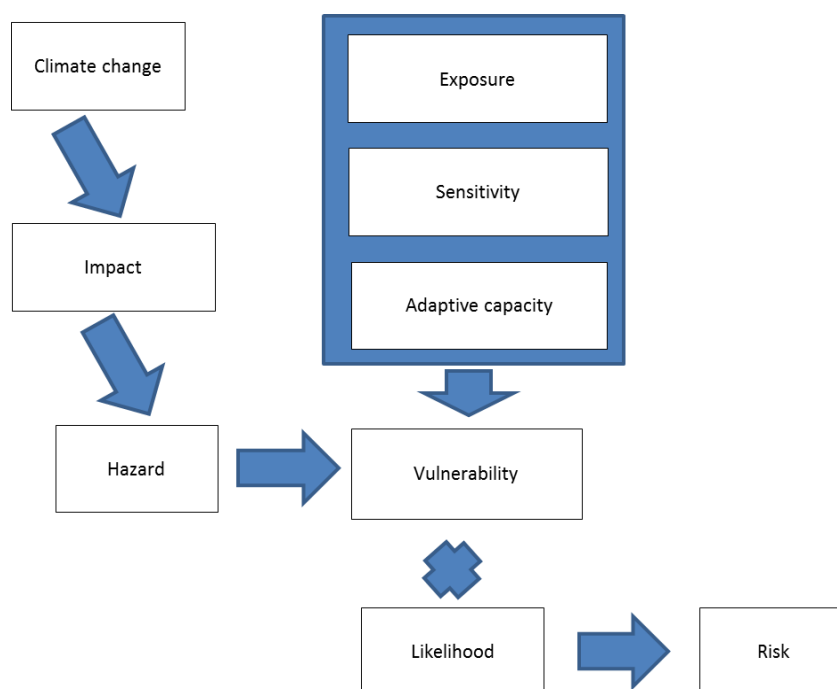 Climate change
Exposure
Sensitivity
Impact
Adaptive capacity
Hazard
Vulnerability
Likelihood
Risk